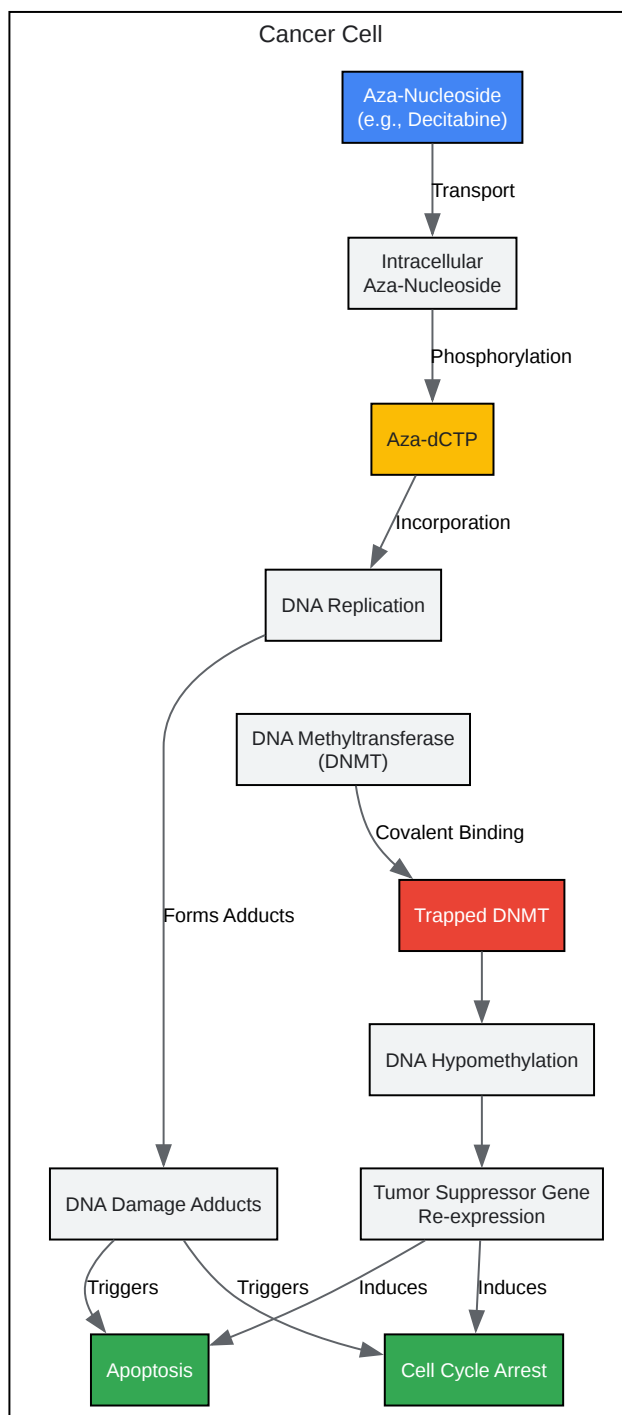 Cancer Cell
Aza-Nucleoside
(e.g., Decitabine)
Transport
Intracellular
Aza-Nucleoside
Phosphorylation
Aza-dCTP
Incorporation
DNA Replication
DNA Methyltransferase
(DNMT)
Covalent Binding
Trapped DNMT
Forms Adducts
DNA Hypomethylation
DNA Damage Adducts
Tumor Suppressor Gene
Re-expression
Triggers
Triggers
Induces
Induces
Apoptosis
Cell Cycle Arrest